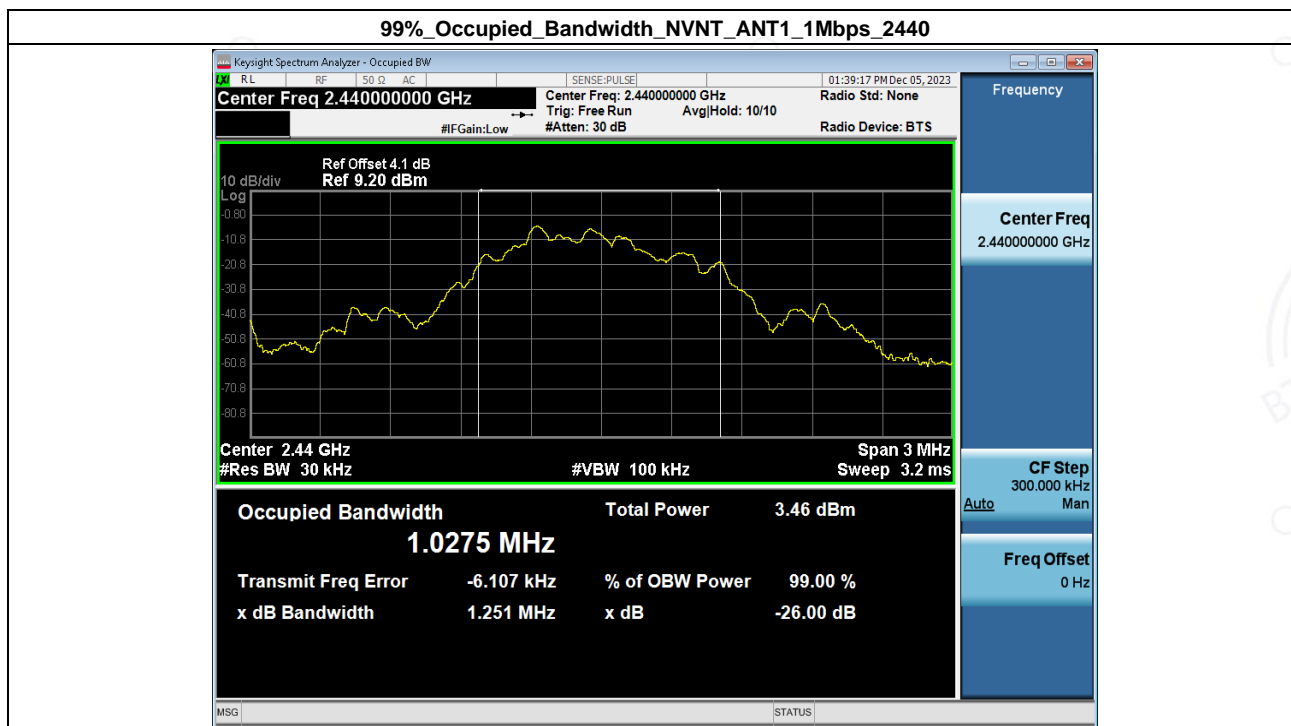 99%_Occupied_Bandwidth_NVNT_ANT1_1Mbps_2440
Keysight Spectrum Analyzer - Occupied BW
LXI RL RF 50 Ω AC SENSE:PULSE 01:39:17 PM Dec 05, 2023
Center Freq 2.440000000 GHz
Center Freq: 2.440000000 GHz Radio Std: None
Trig: Free Run Avg|Hold: 10/10
#IFGain:Low #Atten: 30 dB Radio Device: BTS
Ref Offset 4.1 dB
10 dB/div Ref 9.20 dBm
Log
-0.80
-10.8
-20.8
-30.8
-40.8
-50.8
-60.8
-70.8
-80.8
Center 2.44 GHz Span 3 MHz
#Res BW 30 kHz #VBW 100 kHz Sweep 3.2 ms
Occupied Bandwidth Total Power 3.46 dBm
1.0275 MHz
Transmit Freq Error -6.107 kHz % of OBW Power 99.00 %
x dB Bandwidth 1.251 MHz x dB -26.00 dB
MSG STATUS
Frequency
Center Freq
2.440000000 GHz
CF Step
300.000 kHz
Auto Man
Freq Offset
0 Hz